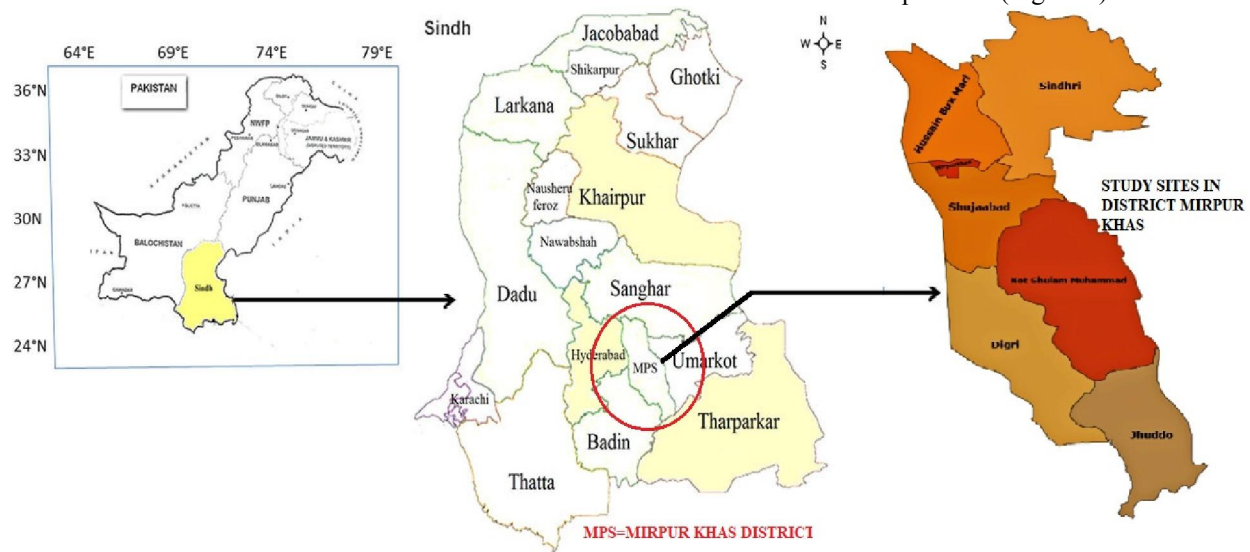 Sindh
64°E 69°E 74°E 79°E
36°N
33°N
30°N
27°N
24°N
PAKISTAN
NWFP
PUNJAB
BALOCHISTAN
Sindh
N
W E
S
Jacobabad
Shikarpur
Ghotki
Larkana
Sukhar
Nausheru
feroz
Khairpur
Nawabshah
Dadu
Sanghar
Hyderabad
MPS
Umarkot
Karachi
Badin
Tharparkar
Thatta
MPS=MIRPUR KHAS DISTRICT
Hussain Bux Mari
Sindhri
Shujaabad
STUDY SITES IN
DISTRICT MIRPUR
KHAS
Kot Ghulam Muhammad
Digri
Jhuddo